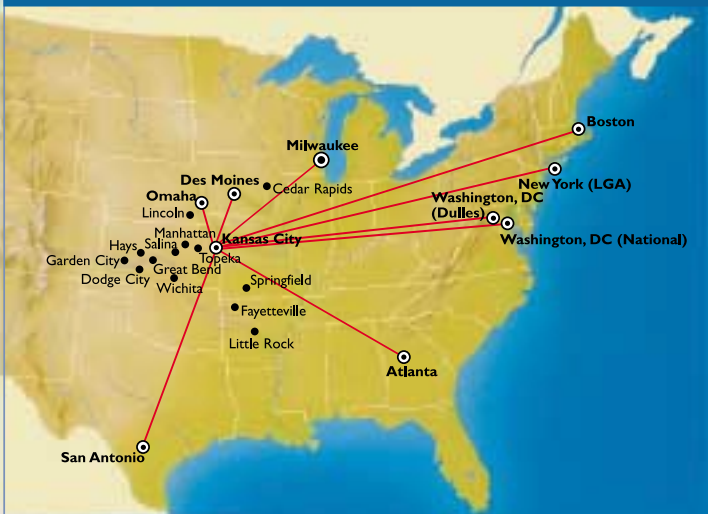 Boston
Milwaukee
New York (LGA)
Des Moines
Cedar Rapids
Omaha
Washington, DC
(Dulles)
Lincoln
Washington, DC (National)
Manhattan
Kansas City
Hays
Salina
Topeka
Garden City
Great Bend
Dodge City
Wichita
Springfield
Fayetteville
Little Rock
Atlanta
San Antonio